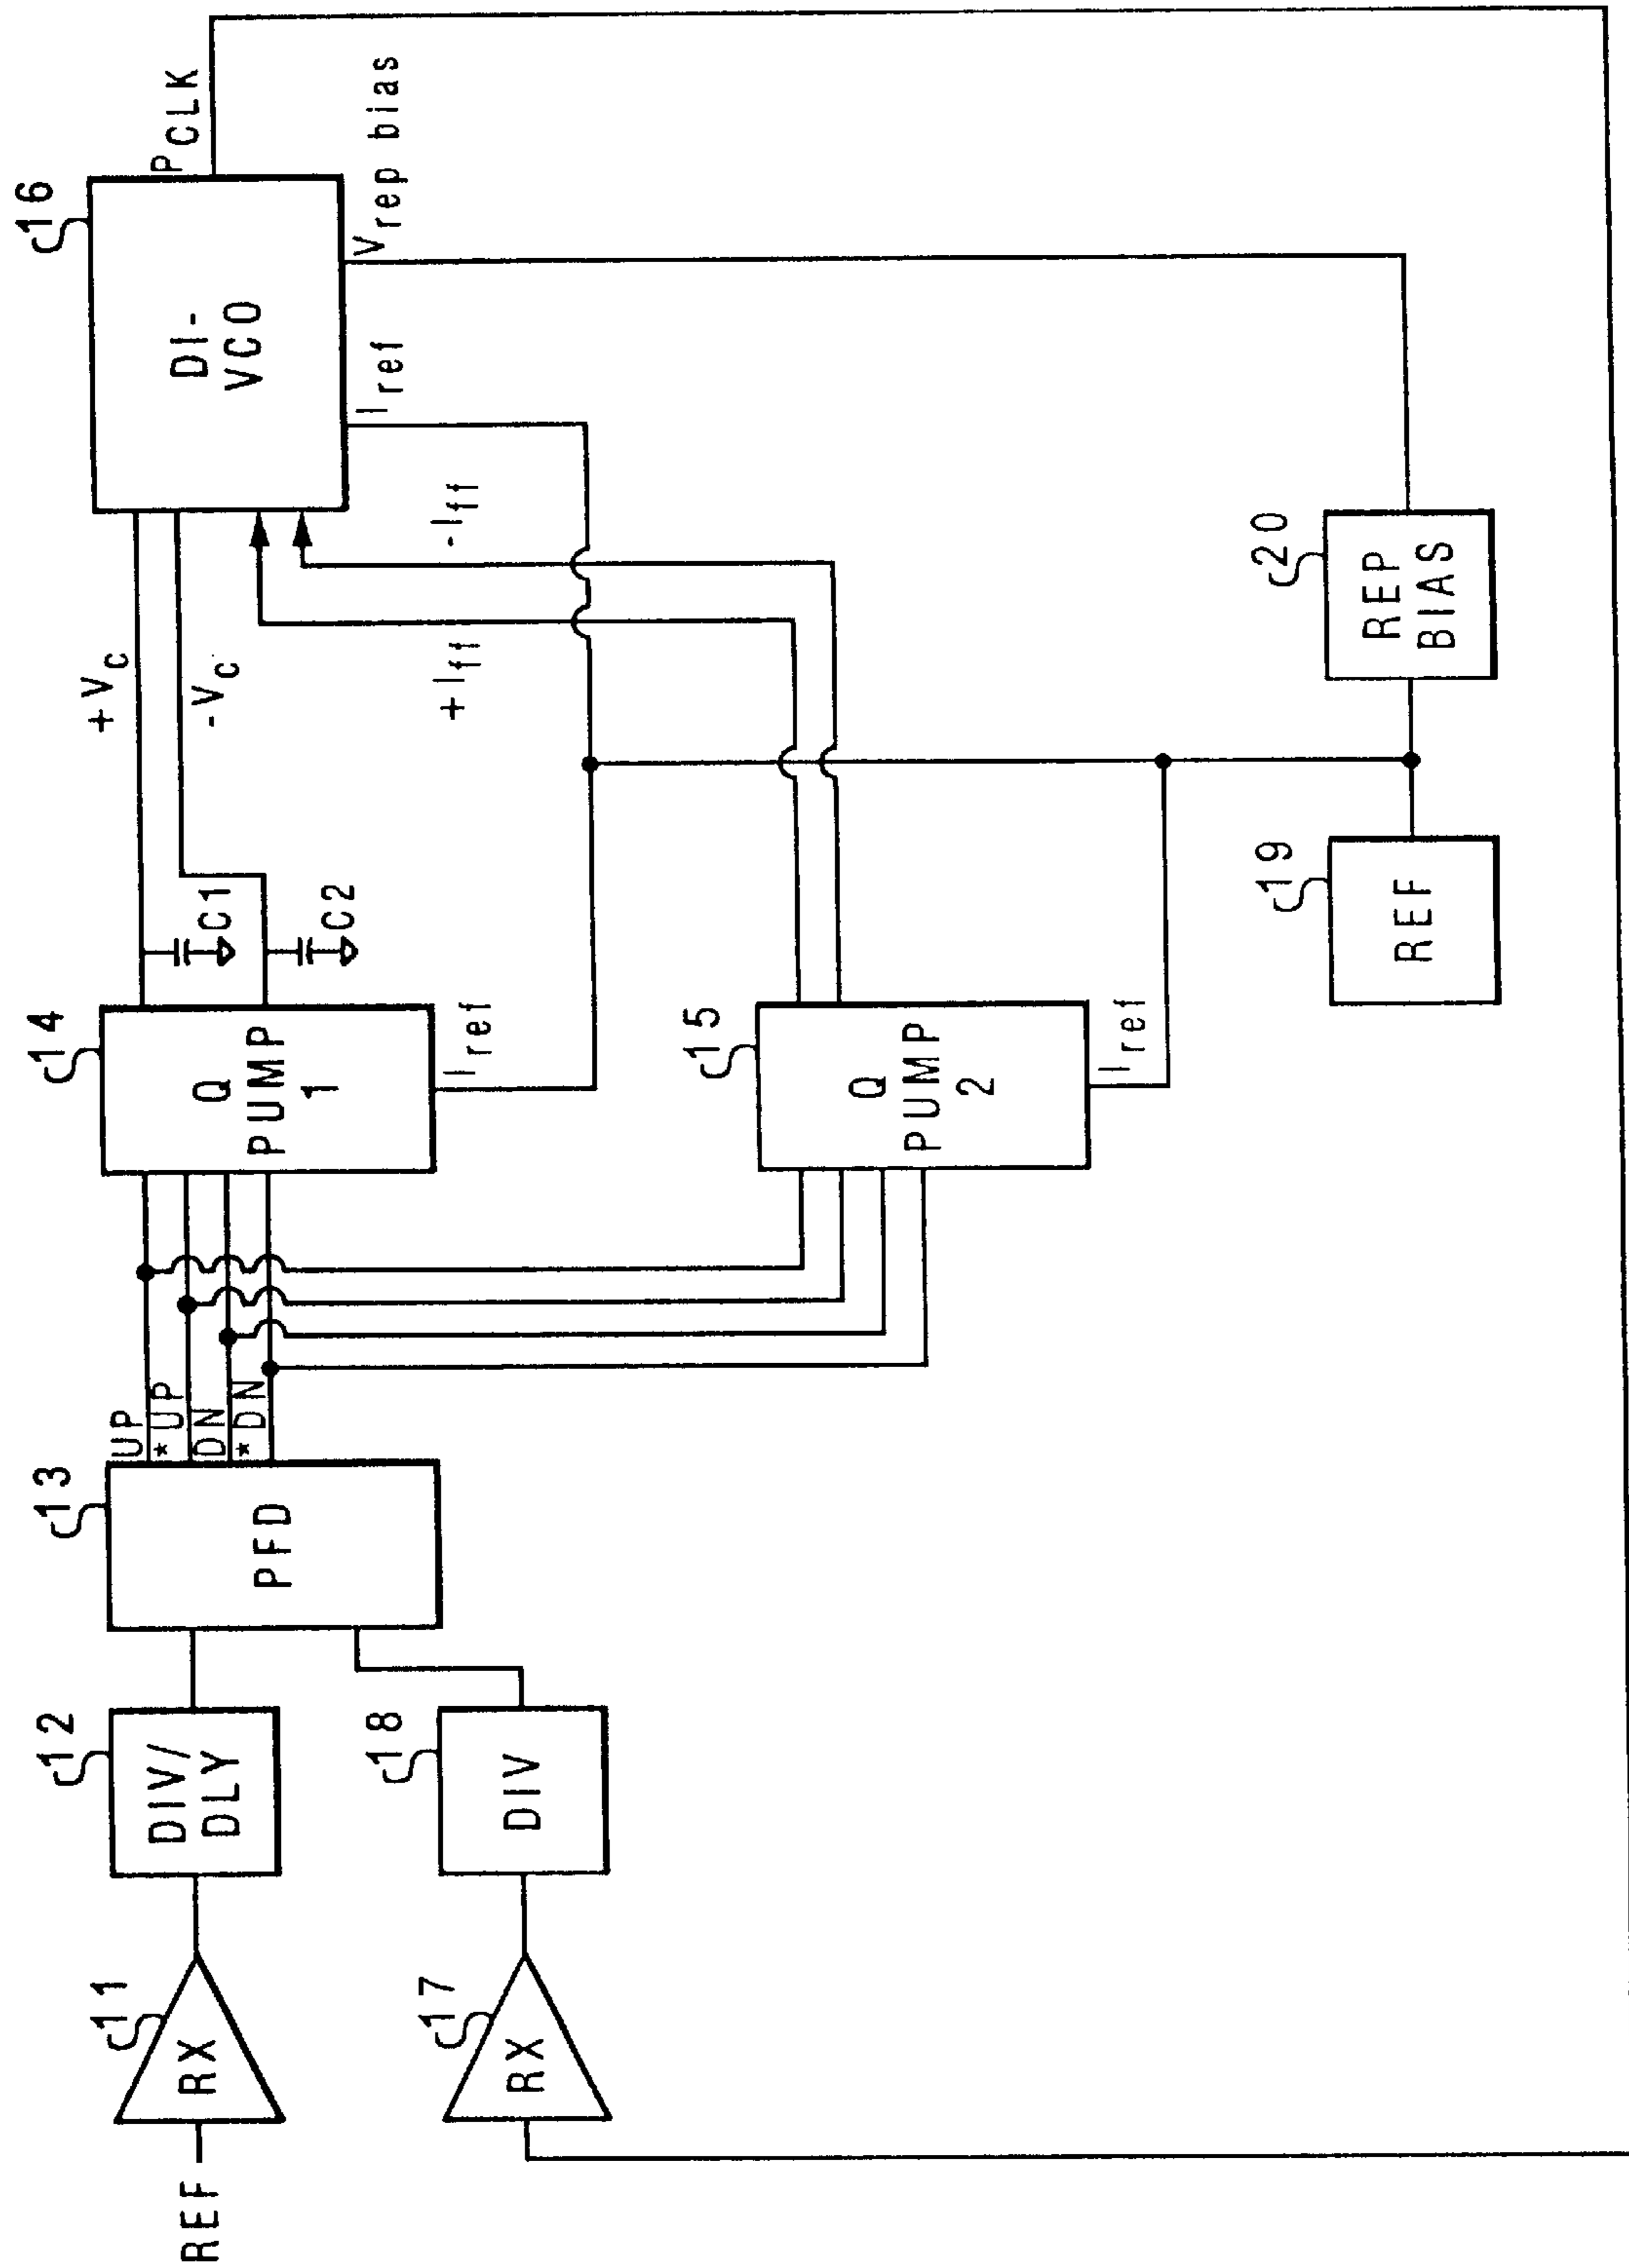 REF
11
RX
12
DIV/
DLY
13
PFD
UP
*UP
DN
*DN
14
Q
PUMP
1
Iref
C1
C2
+Vc
-Vc
16
DI-
VCO
PCLK
Iref
Vrep bias
+Iff
-Iff
17
RX
18
DIV
15
Q
PUMP
2
Iref
19
REF
20
REP
BIAS